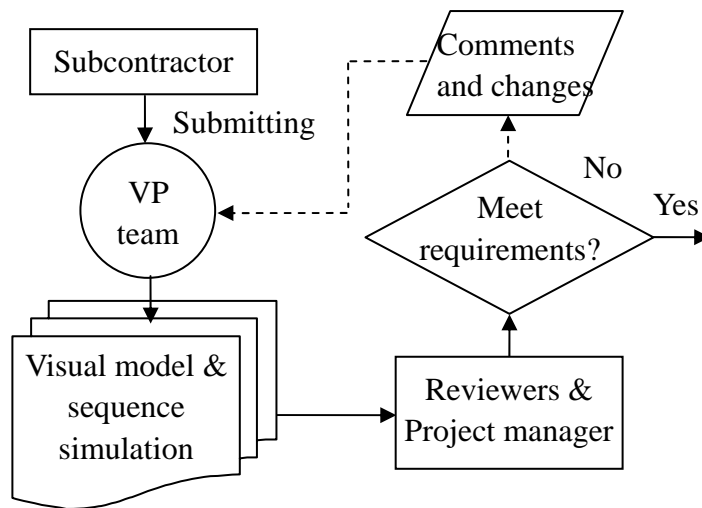 Subcontractor
Submitting
VP
team
Visual model &
sequence
simulation
Reviewers &
Project manager
Meet
requirements?
No
Yes
Comments
and changes